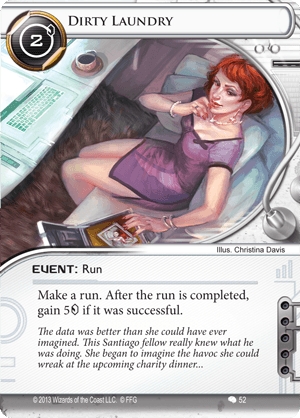 DIRTY LAUNDRY
2
Illus. Christina Davis
EVENT: Run
Make a run. After the run is completed,
gain 5 if it was successful.
The data was better than she could have ever
imagined. This Santiago fellow really knew what he
was doing. She began to imagine the havoc she could
wreak at the upcoming charity dinner...
© 2013 Wizards of the Coast LLC. © FFG
52